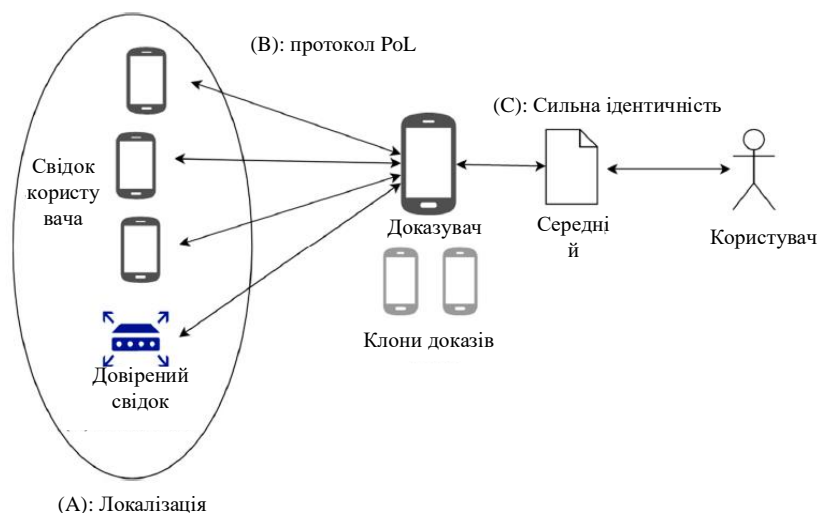 (B): протокол PoL
(C): Сильна ідентичність
Свідок
користу
вача
Доказувач
Середні
й
Користувач
Клони доказів
Довірений
свідок
(A): Локалізація